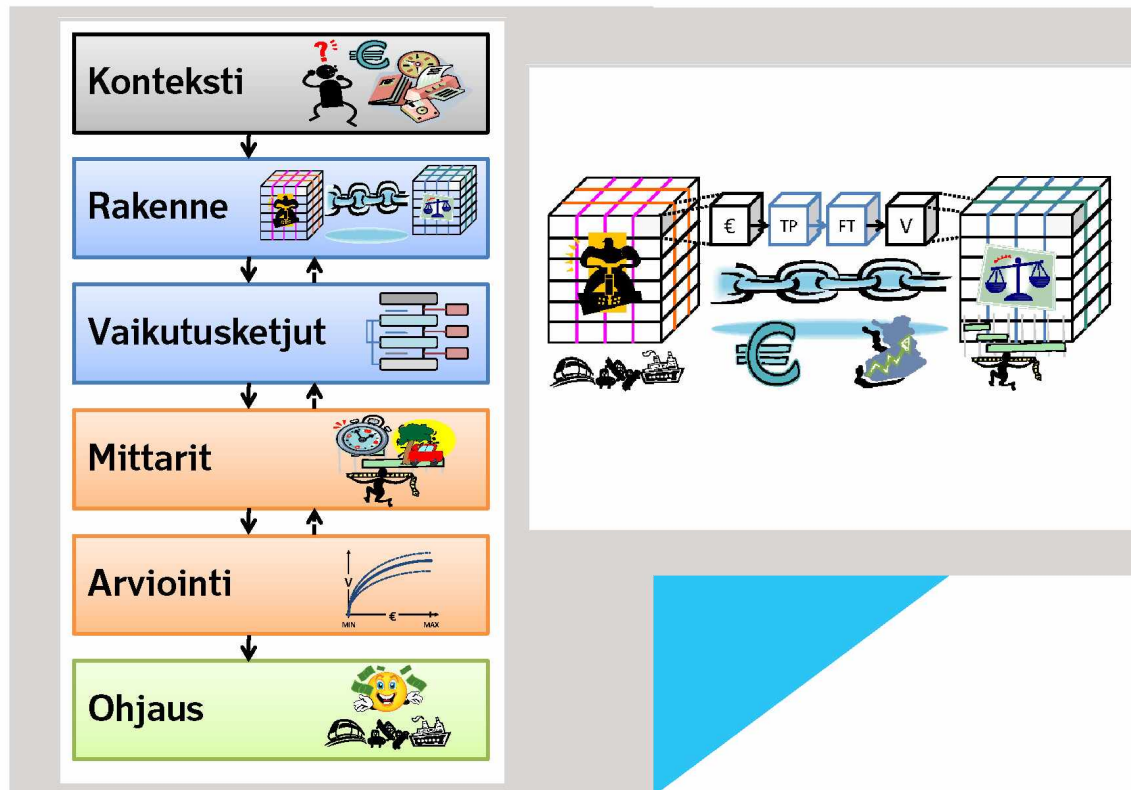 Konteksti
?
€
Rakenne
Vaikutusketjut
Mittarit
Arviointi
V
€
MIN
MAX
Ohjaus
€ TP FT V
€